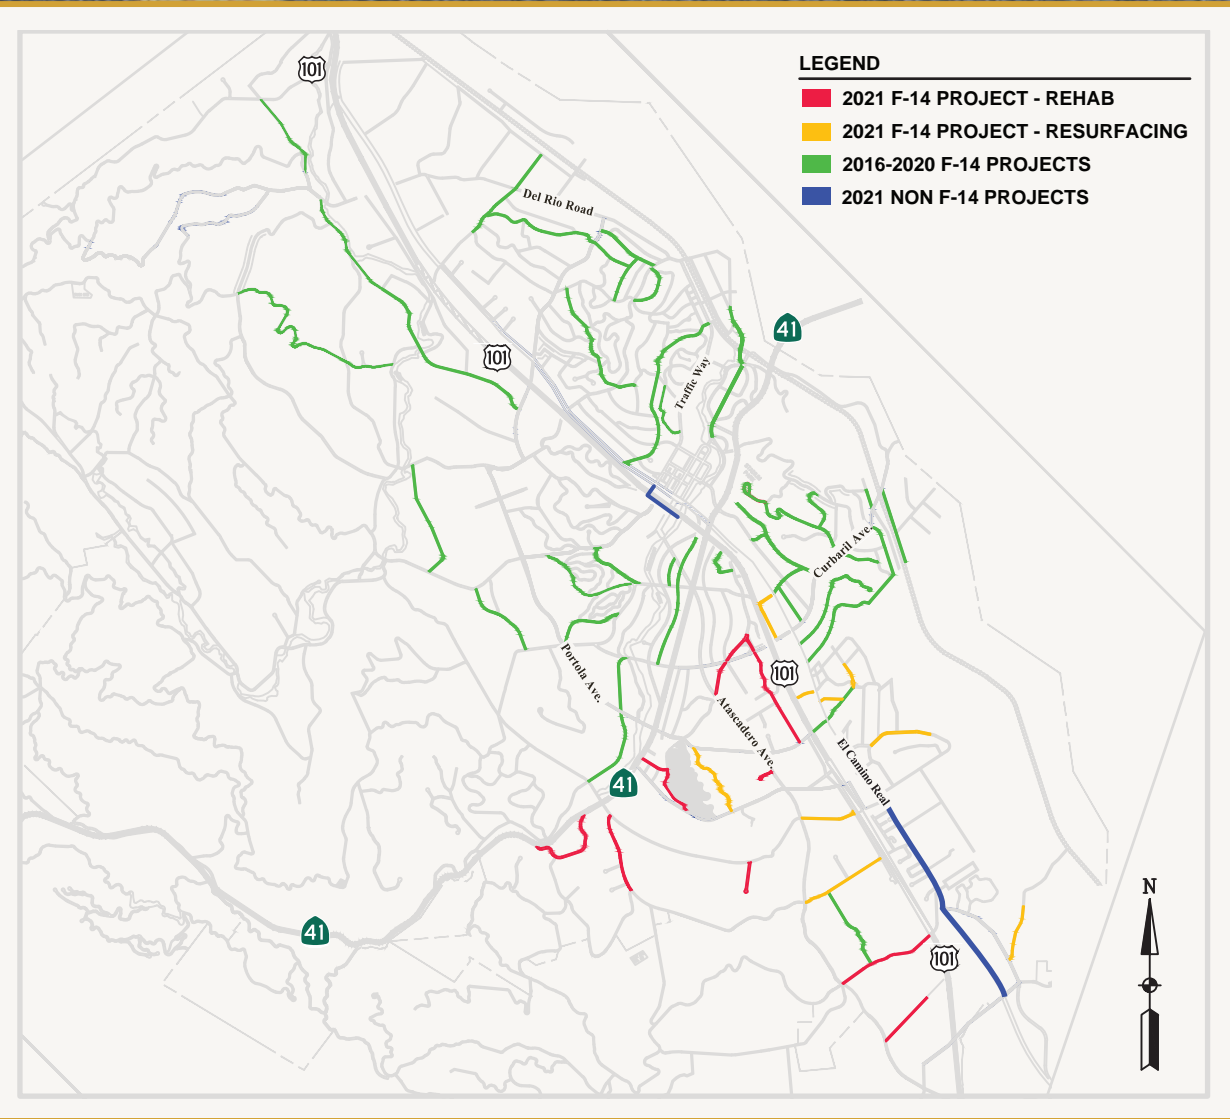 101
LEGEND
2021 F-14 PROJECT - REHAB
2021 F-14 PROJECT - RESURFACING
2016-2020 F-14 PROJECTS
2021 NON F-14 PROJECTS
Del Rio Road
41
101
Traffic Way
Curbaril Ave.
Portola Ave.
101
Atascadero Ave.
El Camino Real
41
41
N
101